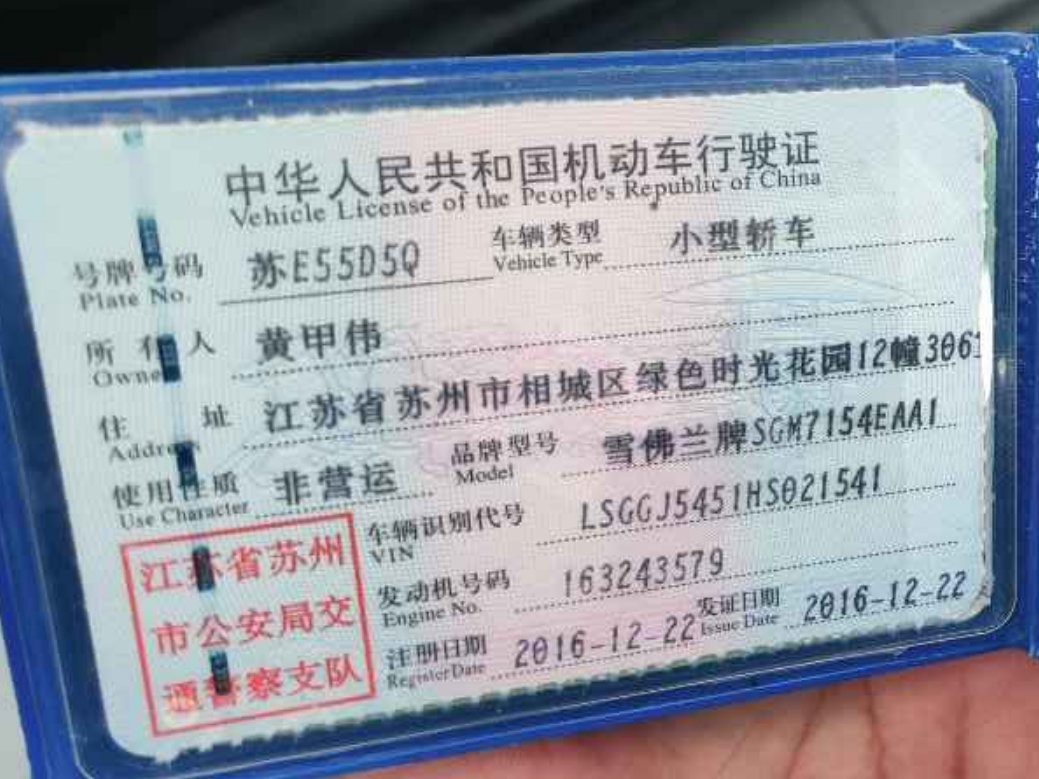 中华人民共和国机动车行驶证
Vehicle License of the People's Republic of China
号牌号码 苏E55D5Q 车辆类型 小型轿车
Plate No. Vehicle Type
所有人 黄甲伟
Owner
住址 江苏省苏州市相城区绿色时光花园12幢3061
Address
使用性质 非营运 品牌型号 雪佛兰牌SGM7154EAA1
Use Character Model
车辆识别代号 LSGGJ5451HS021541
VIN
发动机号码 163243579
Engine No.
注册日期 2016-12-22 发证日期 2016-12-22
Register Date Issue Date
江苏省苏州
市公安局交
通警察支队